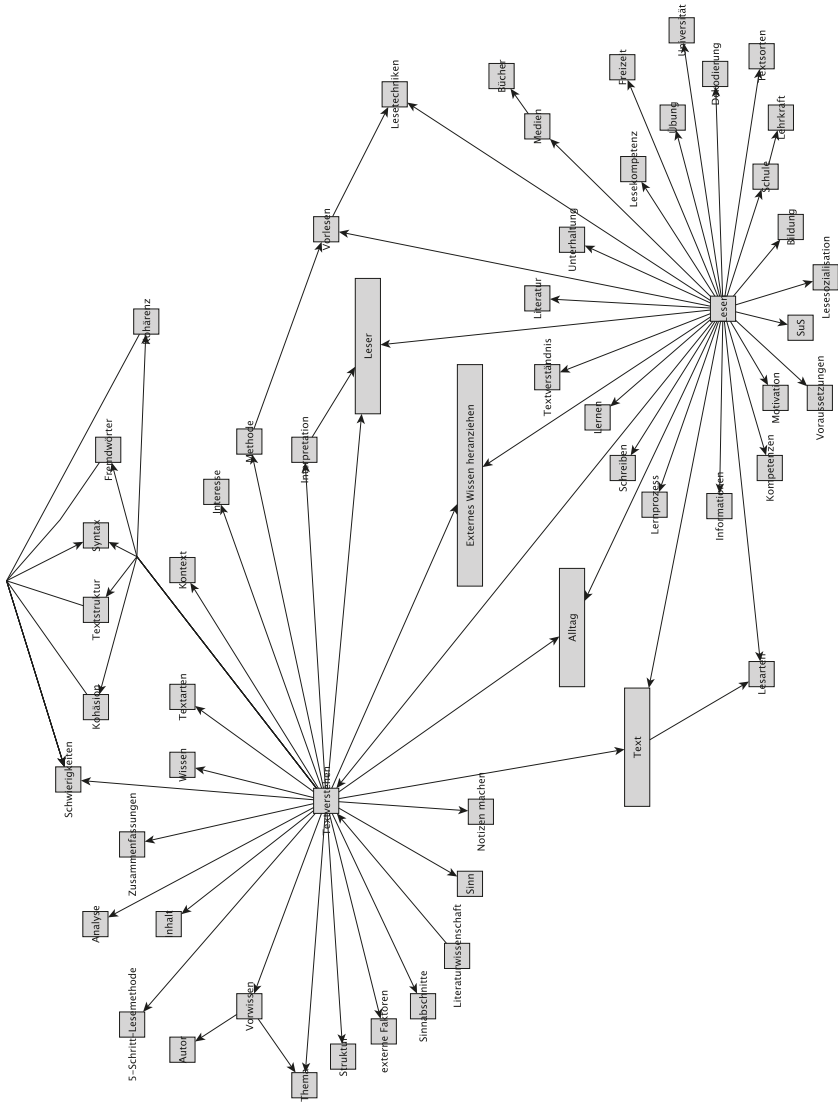 Universität
Freizeit
Dekodierung
Textsorten
Bücher
Lesetechniken
Medien
Übung
Lehrkraft
Lesekompetenz
Schule
Vorlesen
Unterhaltung
Bildung
Lesesozialisation
Literatur
Leser
SuS
Kohärenz
Leser
Textverständnis
Motivation
Voraussetzungen
Lernen
Fremdwörter
Methode
Interpretation
Externes Wissen heranziehen
Schreiben
Kompetenzen
Interesse
Lernprozess
Informationen
Syntax
Kontext
Textstruktur
Alltag
Kohäsion
Textarten
Lesarten
Schwierigkeiten
Wissen
Text
Textverstehen
Notizen machen
Zusammenfassungen
Sinn
Analyse
Inhalt
Literaturwissenschaft
5-Schritt-Lesemethode
Vorwissen
Sinnabschnitte
externe Faktoren
Autor
Struktur
Thema